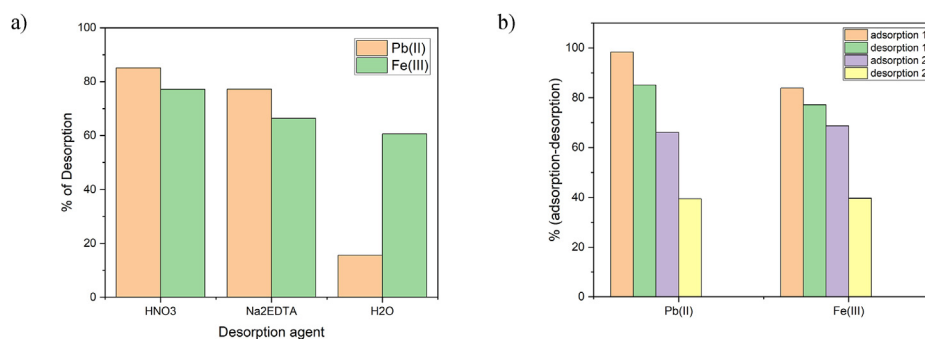 a)
100
80
60
40
20
0
% of Desorption
Pb(II)
Fe(III)
HNO3
Na2EDTA
H2O
Desorption agent
b)
100
80
60
40
20
0
% (adsorption-desorption)
adsorption 1
desorption 1
adsorption 2
desorption 2
Pb(II)
Fe(III)